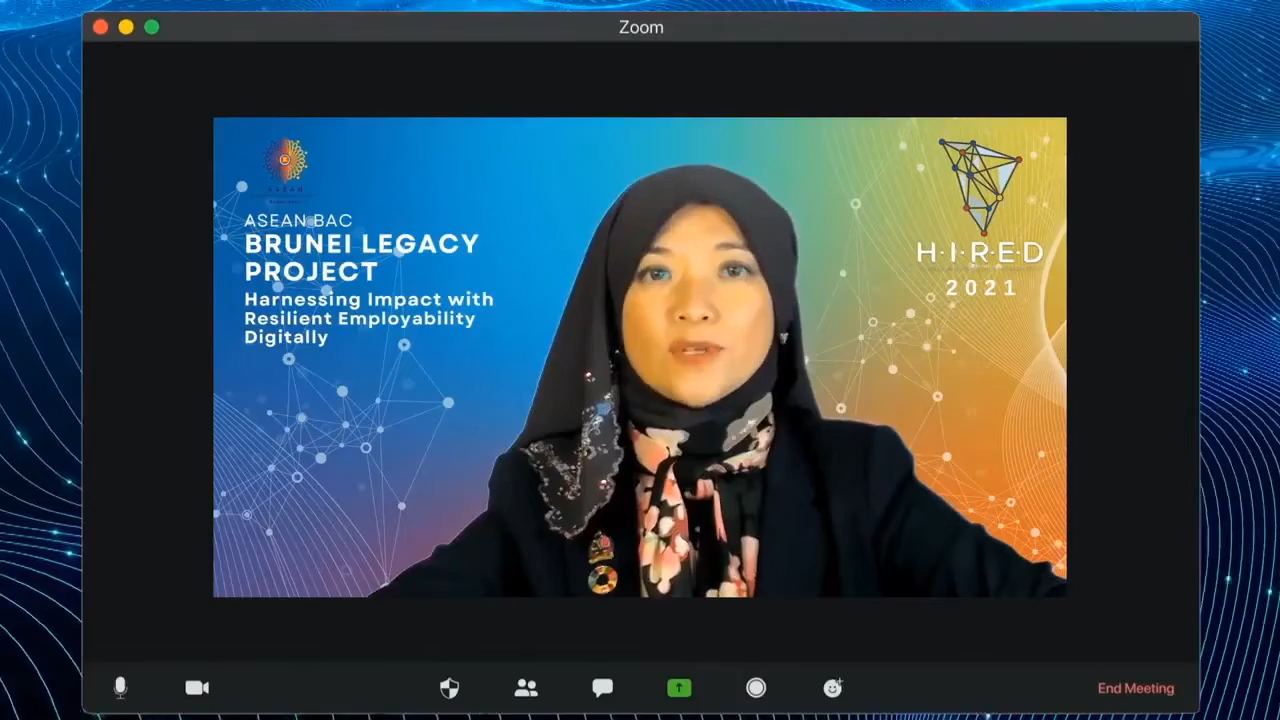 Zoom
ASEAN BAC
BRUNEI LEGACY
PROJECT
Harnessing Impact with
Resilient Employability
Digitally
H·I·R·E·D
2021
End Meeting